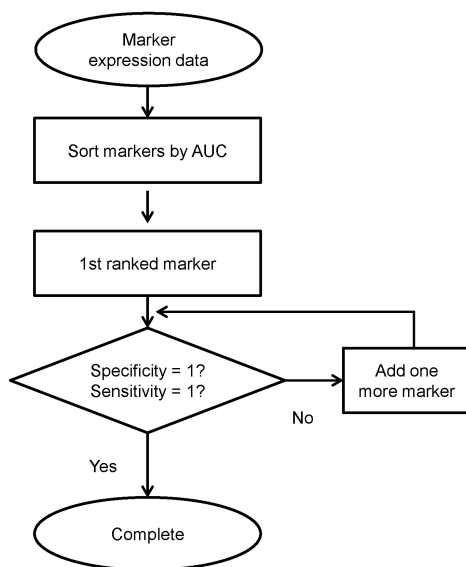 Marker
expression data
Sort markers by AUC
1st ranked marker
Specificity = 1?
Sensitivity = 1?
Add one
more marker
No
Yes
Complete